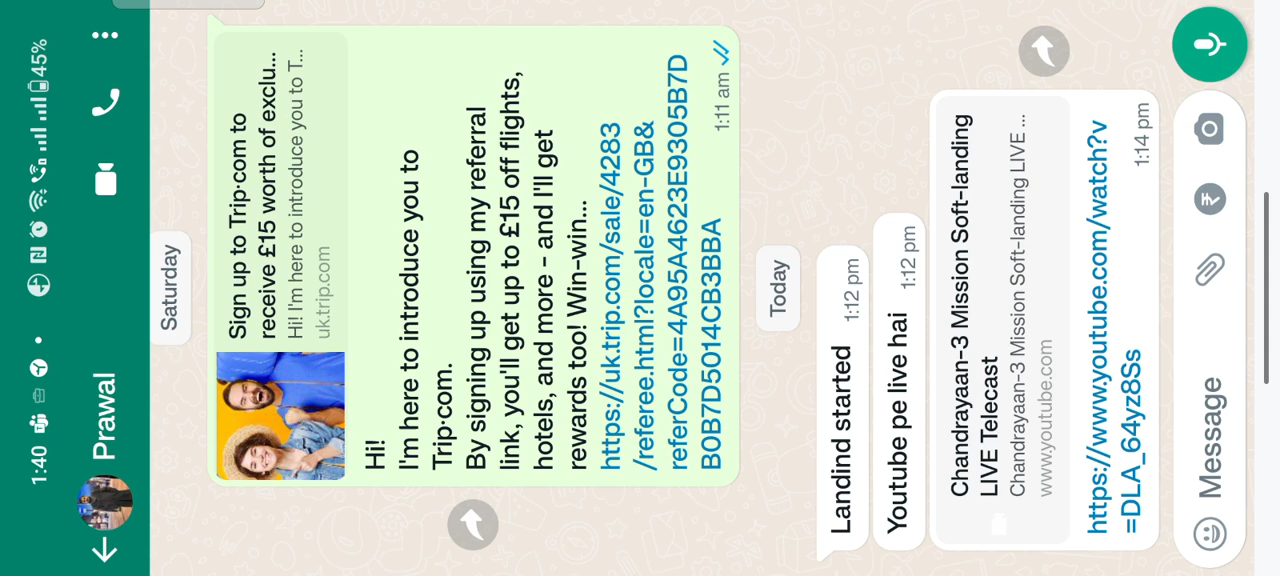 1:40
45%
Prawal
Saturday
Sign up to Trip·com to
receive £15 worth of exclu...
Hi! I'm here to introduce you to T...
uk.trip.com
Hi!
I'm here to introduce you to
Trip·com.
By signing up using my referral
link, you'll get up to £15 off flights,
hotels, and more - and I'll get
rewards too! Win-win...
https://uk.trip.com/sale/4283
/referee.html?locale=en-GB&
referCode=4A95A4623E9305B7D
B0B7D5014CB3BBA
1:11 am
Today
Landind started
1:12 pm
Youtube pe live hai
1:12 pm
Chandrayaan-3 Mission Soft-landing
LIVE Telecast
Chandrayaan-3 Mission Soft-landing LIVE ...
www.youtube.com
https://www.youtube.com/watch?v
=DLA_64yz8Ss
1:14 pm
Message